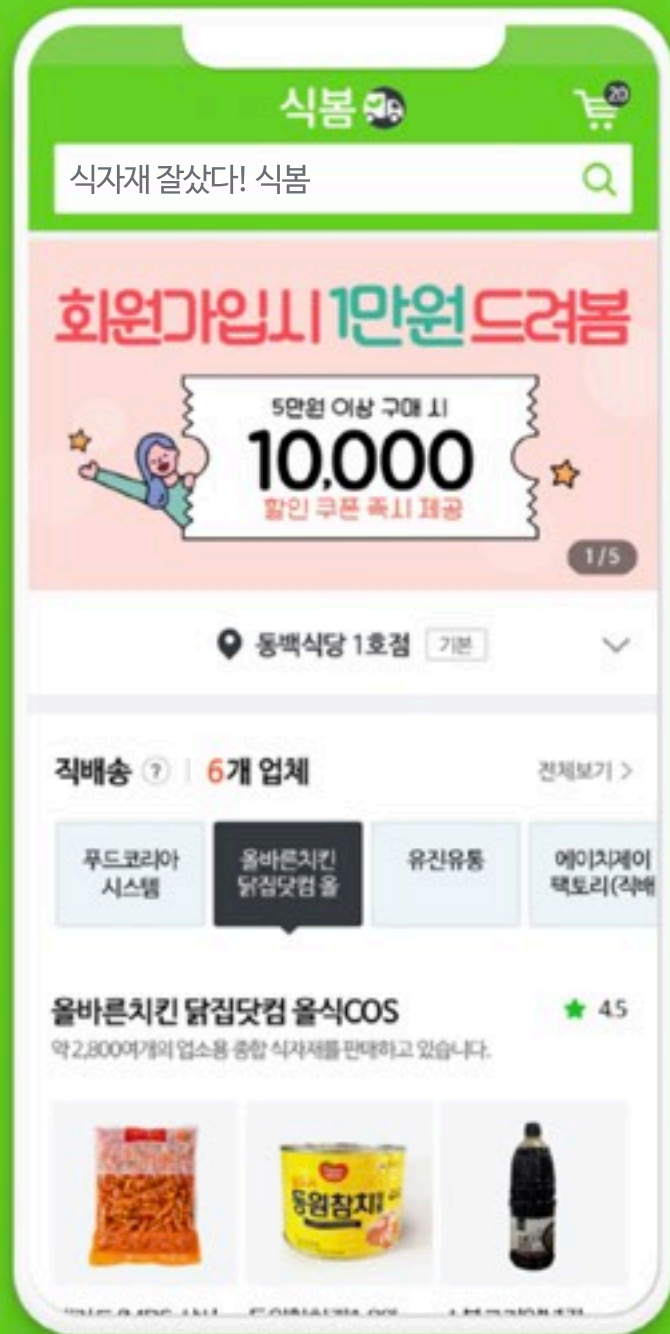 식봄
20
식자재 잘샀다! 식봄
회원가입시 1만원 드려봄
5만원 이상 구매 시
10,000
할인 쿠폰 즉시 제공
1/5
동백식당 1호점 기본
직배송 ? 6개 업체 전체보기 >
푸드코리아
시스템
올바른치킨
닭집닷컴 올
유진유통
에이치제이
팩토리(직배
올바른치킨 닭집닷컴 올식COS
4.5
약 2,800여개의 업소용 종합 식자재를 판매하고 있습니다.
동원참치